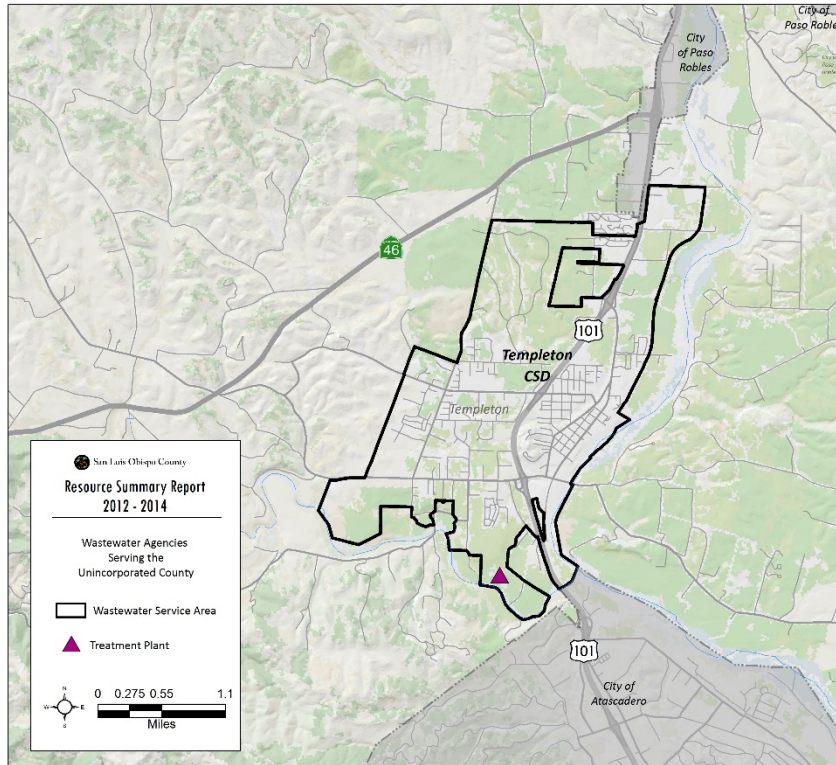 City of
Paso Robles
City
of Paso
Robles
46
101
Templeton
CSD
Templeton
San Luis Obispo County
Resource Summary Report
2012 - 2014
Wastewater Agencies
Serving the
Unincorporated County
Wastewater Service Area
Treatment Plant
N
W
E
S
0 0.275 0.55 1.1
Miles
101
City of
Atascadero